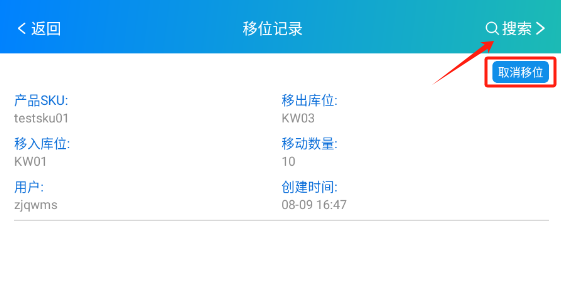 返回 移位记录 搜索
取消移位
产品SKU: 移出库位:
testsku01 KW03
移入库位: 移动数量:
KW01 10
用户: 创建时间:
zjqwms 08-09 16:47